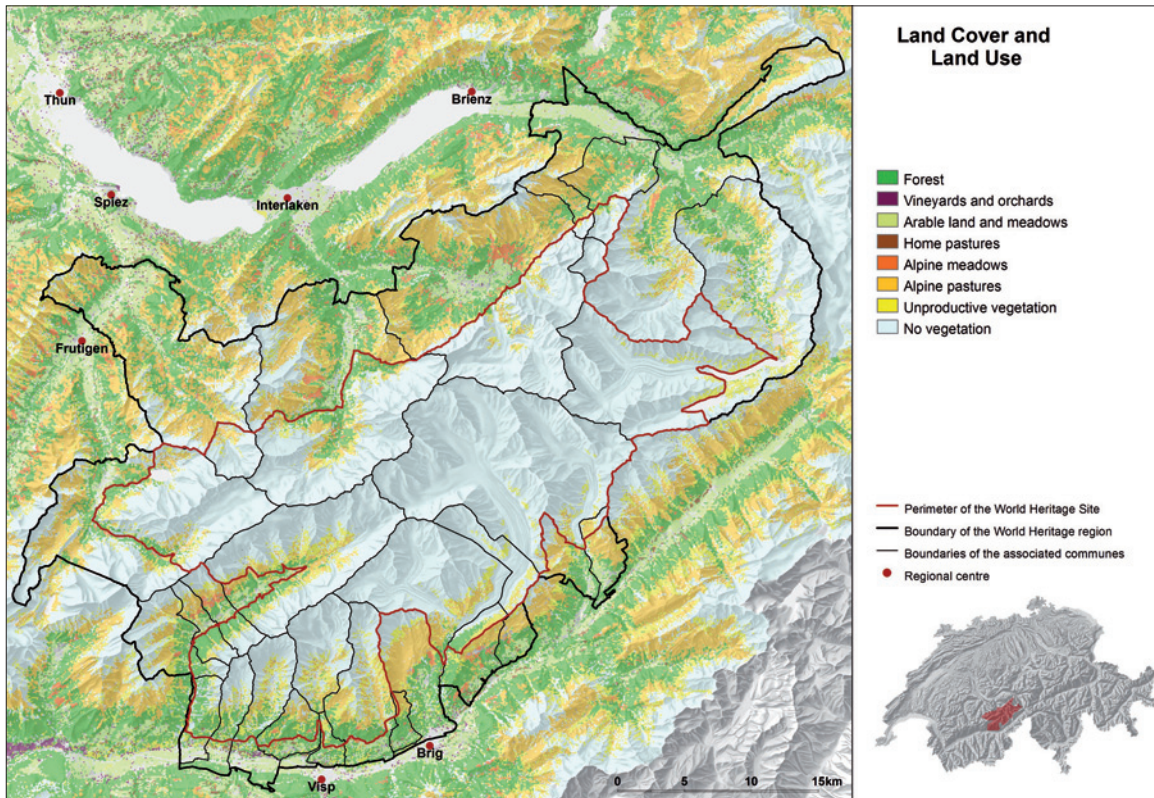 Land Cover and
Land Use
Forest
Vineyards and orchards
Arable land and meadows
Home pastures
Alpine meadows
Alpine pastures
Unproductive vegetation
No vegetation
Perimeter of the World Heritage Site
Boundary of the World Heritage region
Boundaries of the associated communes
Regional centre
Thun
Brienz
Spiez
Interlaken
Frutigen
Brig
Visp
0 5 10 15km